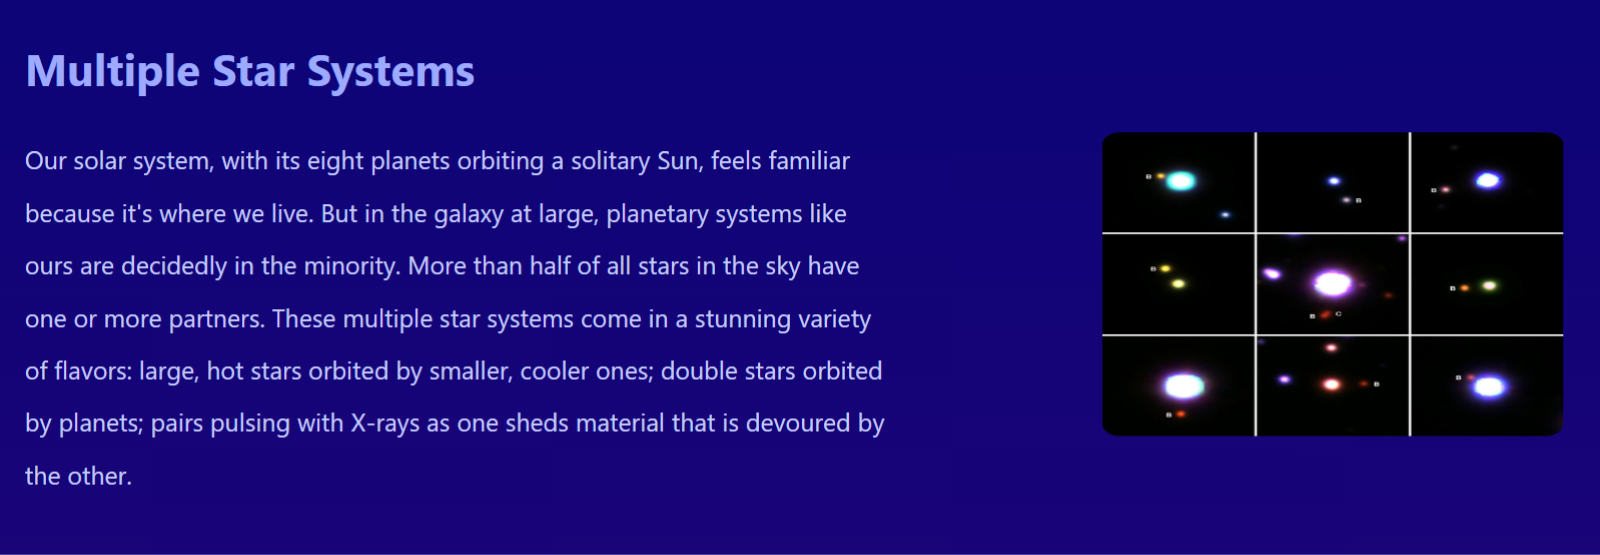 Multiple Star Systems
Our solar system, with its eight planets orbiting a solitary Sun, feels familiar
because it's where we live. But in the galaxy at large, planetary systems like
ours are decidedly in the minority. More than half of all stars in the sky have
one or more partners. These multiple star systems come in a stunning variety
of flavors: large, hot stars orbited by smaller, cooler ones; double stars orbited
by planets; pairs pulsing with X-rays as one sheds material that is devoured by
the other.
B
B
B
B
B C
B
B
B
B